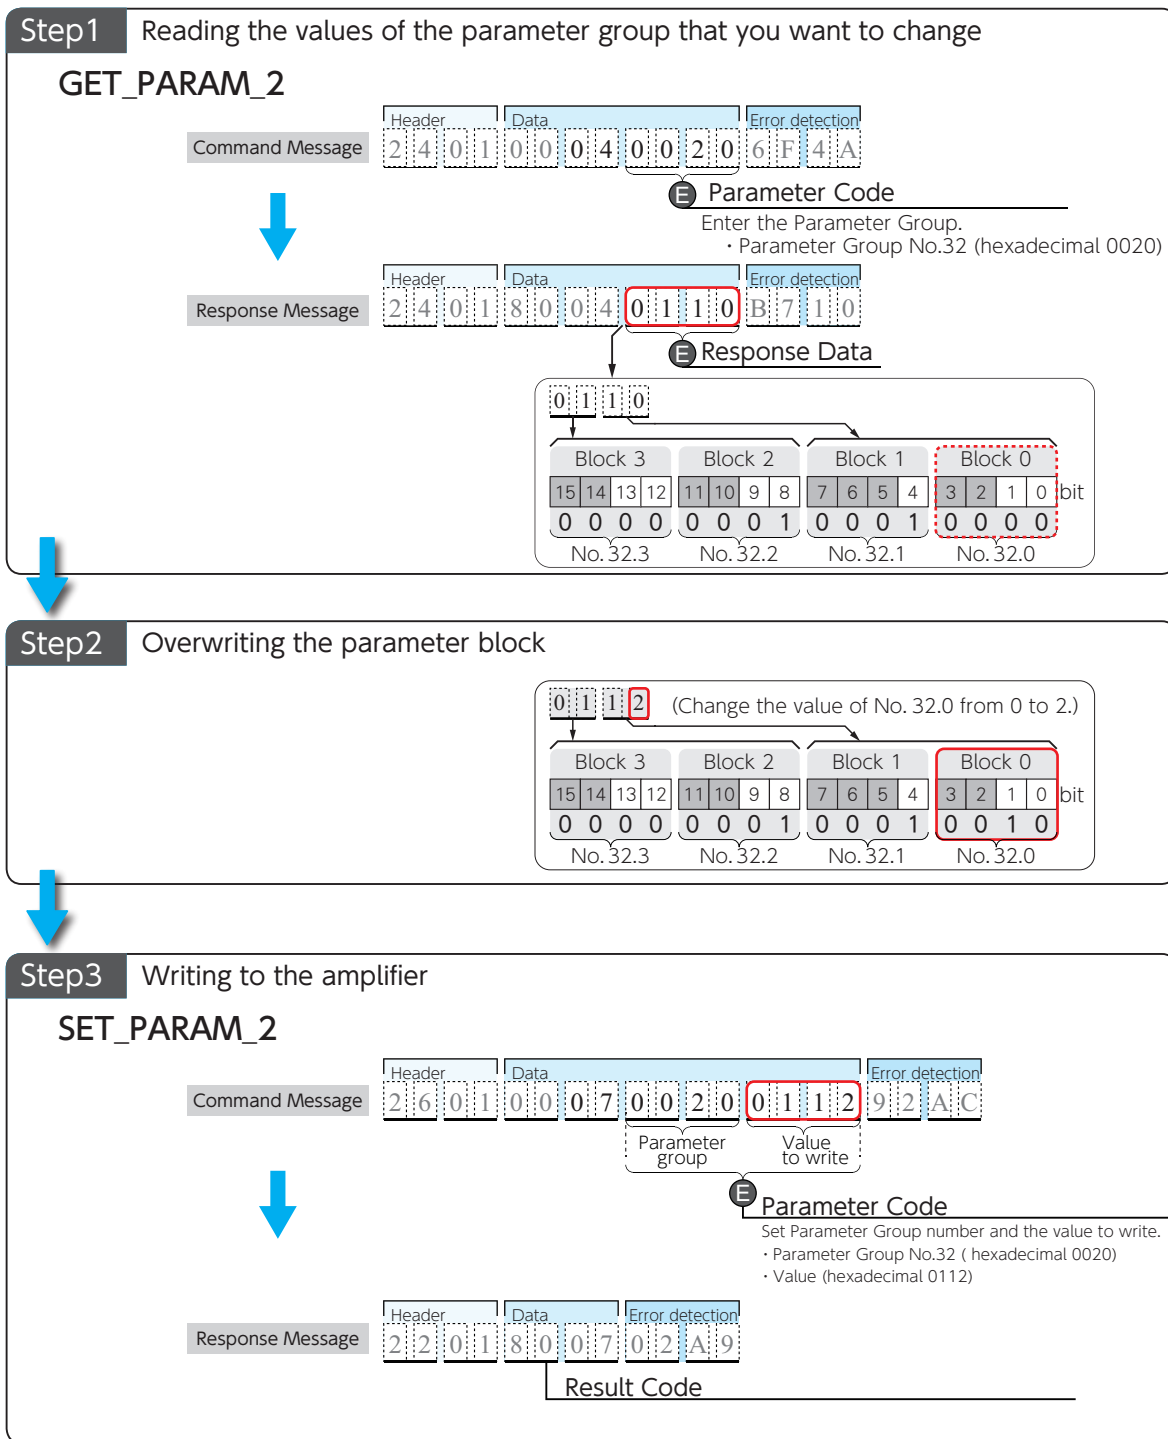 Step1 Reading the values of the parameter group that you want to change
GET_PARAM_2
Header Data Error detection
Command Message 2 4 0 1 0 0 0 4 0 0 2 0 6 F 4 A
E Parameter Code
Enter the Parameter Group.
・Parameter Group No.32 (hexadecimal 0020)
Header Data Error detection
Response Message 2 4 0 1 8 0 0 4 0 1 1 0 B 7 1 0
E Response Data
0 1 1 0
Block 3 Block 2 Block 1 Block 0
15 14 13 12 11 10 9 8 7 6 5 4 3 2 1 0 bit
0 0 0 0 0 0 0 1 0 0 0 1 0 0 0 0
No. 32.3 No. 32.2 No. 32.1 No. 32.0
Step2 Overwriting the parameter block
0 1 1 2 (Change the value of No. 32.0 from 0 to 2.)
Block 3 Block 2 Block 1 Block 0
15 14 13 12 11 10 9 8 7 6 5 4 3 2 1 0 bit
0 0 0 0 0 0 0 1 0 0 0 1 0 0 1 0
No. 32.3 No. 32.2 No. 32.1 No. 32.0
Step3 Writing to the amplifier
SET_PARAM_2
Header Data Error detection
Command Message 2 6 0 1 0 0 0 7 0 0 2 0 0 1 1 2 9 2 A C
Parameter group Value to write
E Parameter Code
Set Parameter Group number and the value to write.
・Parameter Group No.32 ( hexadecimal 0020)
・Value (hexadecimal 0112)
Header Data Error detection
Response Message 2 2 0 1 8 0 0 7 0 2 A 9
Result Code